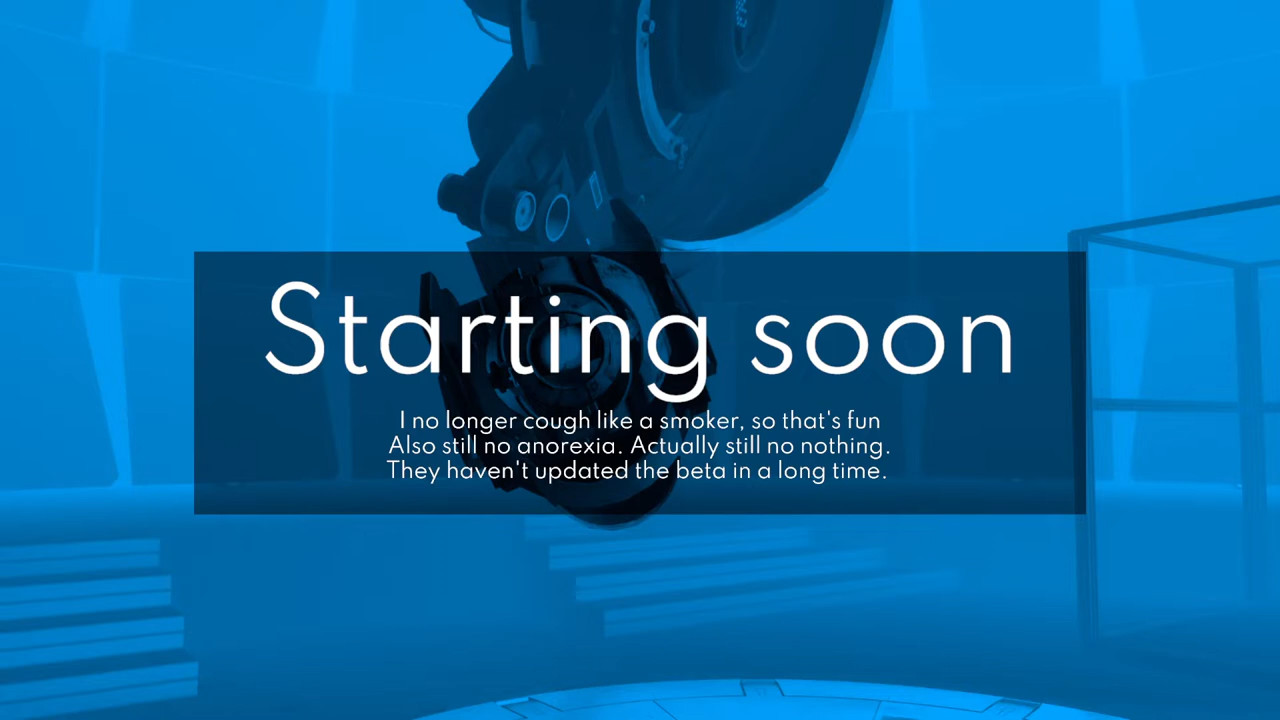 Starting soon
I no longer cough like a smoker, so that's fun
Also still no anorexia. Actually still no nothing.
They haven't updated the beta in a long time.